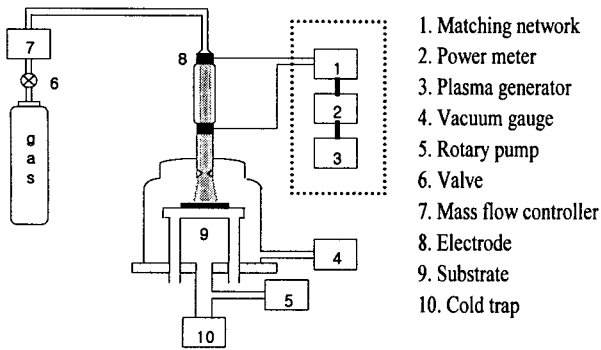 7
6
gas
8
1
2
3
9
4
5
10
1. Matching network
2. Power meter
3. Plasma generator
4. Vacuum gauge
5. Rotary pump
6. Valve
7. Mass flow controller
8. Electrode
9. Substrate
10. Cold trap